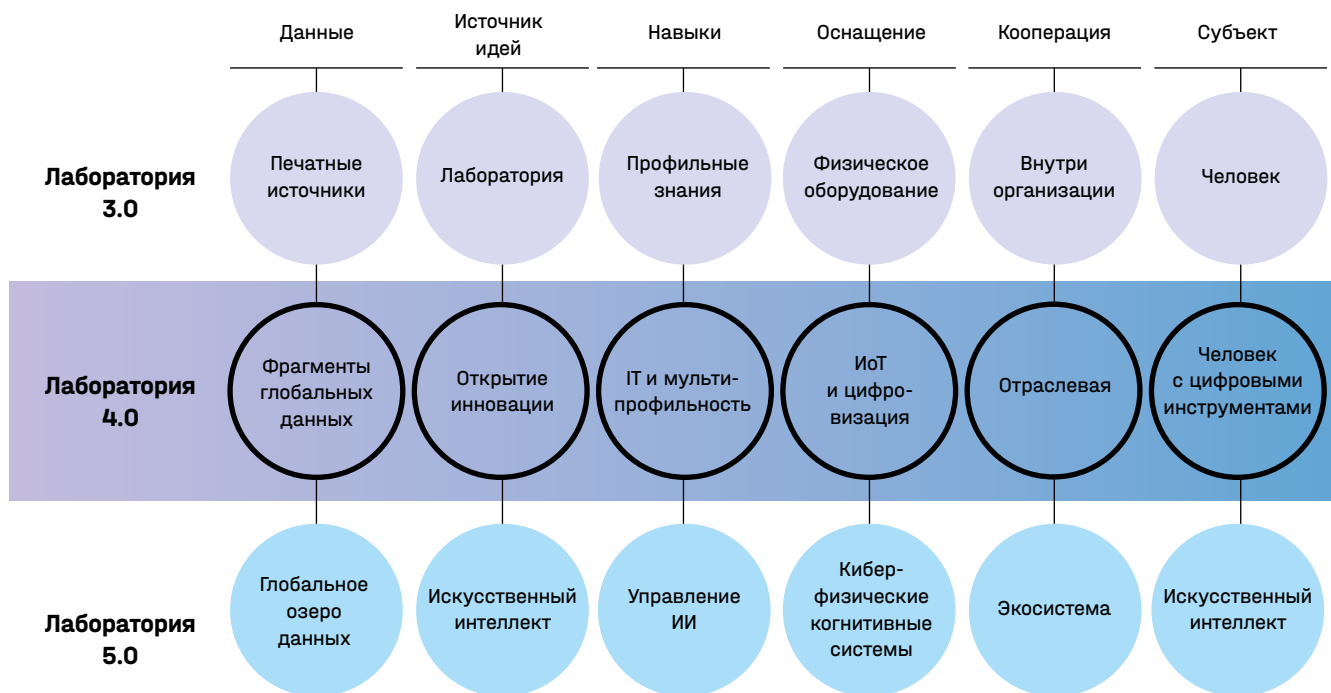 Данные
Источник
идей
Навыки
Оснащение
Кооперация
Субъект
Лаборатория
3.0
Печатные
источники
Лаборатория
Профильные
знания
Физическое
оборудование
Внутри
организации
Человек
Лаборатория
4.0
Фрагменты
глобальных
данных
Открытие
инновации
IT и мульти-
профильность
ИоТ
и цифро-
визация
Отраслевая
Человек
с цифровыми
инструментами
Лаборатория
5.0
Глобальное
озеро
данных
Искусственный
интеллект
Управление
ИИ
Кибер-
физические
когнитивные
системы
Экосистема
Искусственный
интеллект